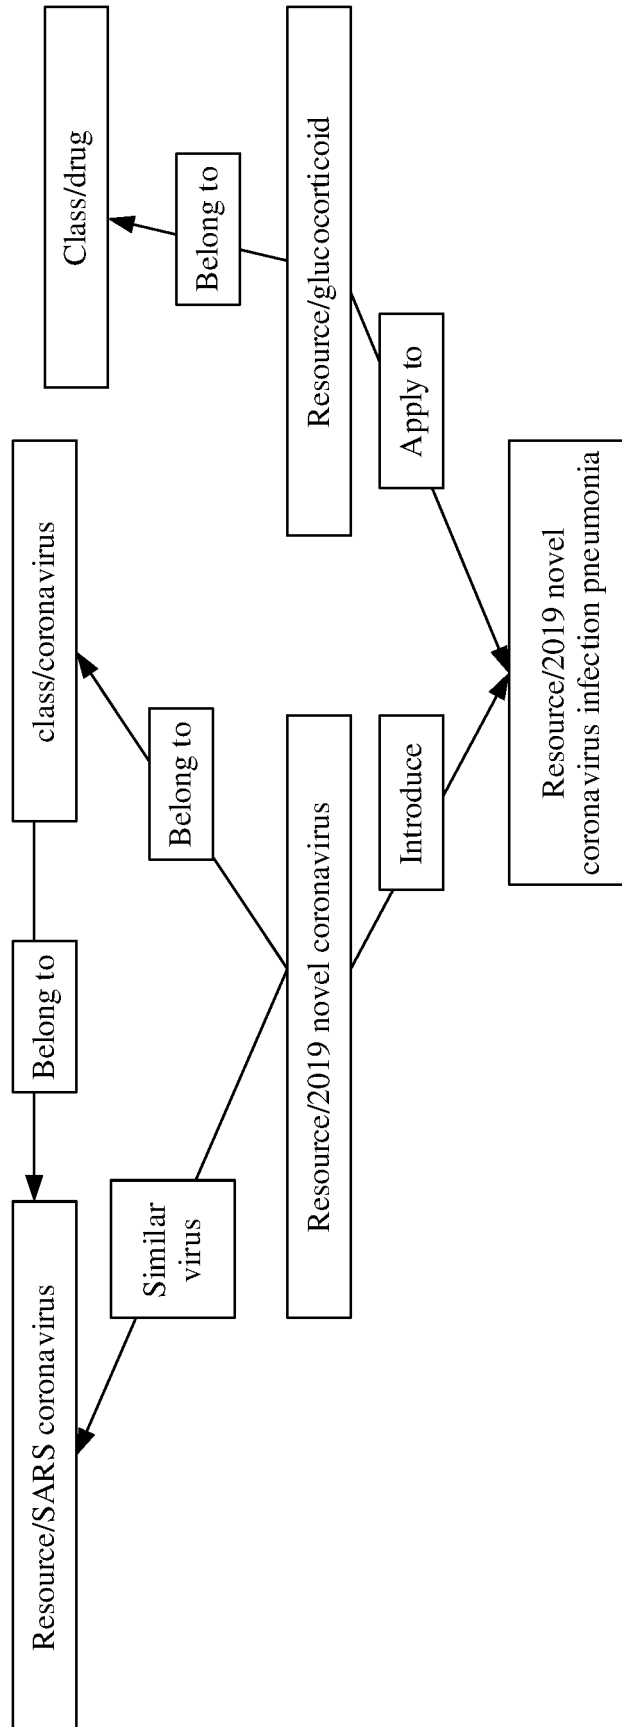 Resource/SARS coronavirus
Belong to
class/coronavirus
Class/drug
Similar
virus
Belong to
Belong to
Resource/2019 novel coronavirus
Resource/glucocorticoid
Introduce
Apply to
Resource/2019 novel
coronavirus infection pneumonia